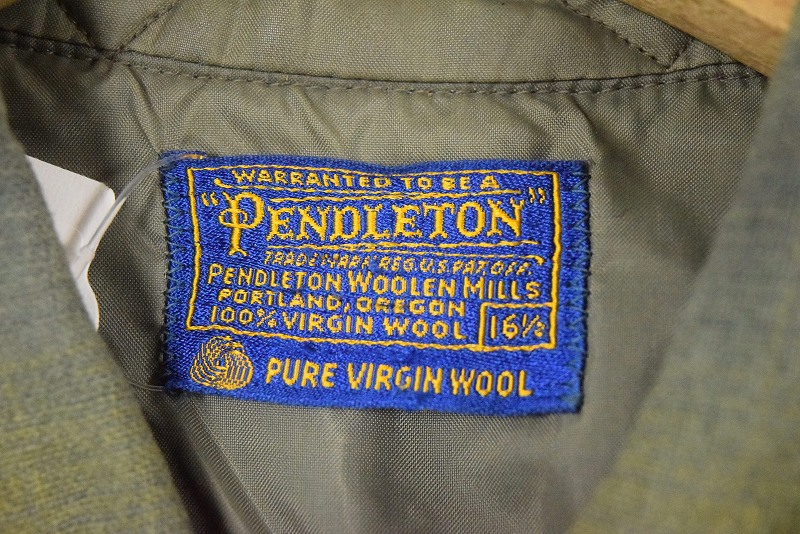 WARRANTED TO BE A
"PENDLETON"
TRADE MARK REG. U.S. PAT. OFF.
PENDLETON WOOLEN MILLS
PORTLAND, OREGON
100% VIRGIN WOOL 16½
PURE VIRGIN WOOL